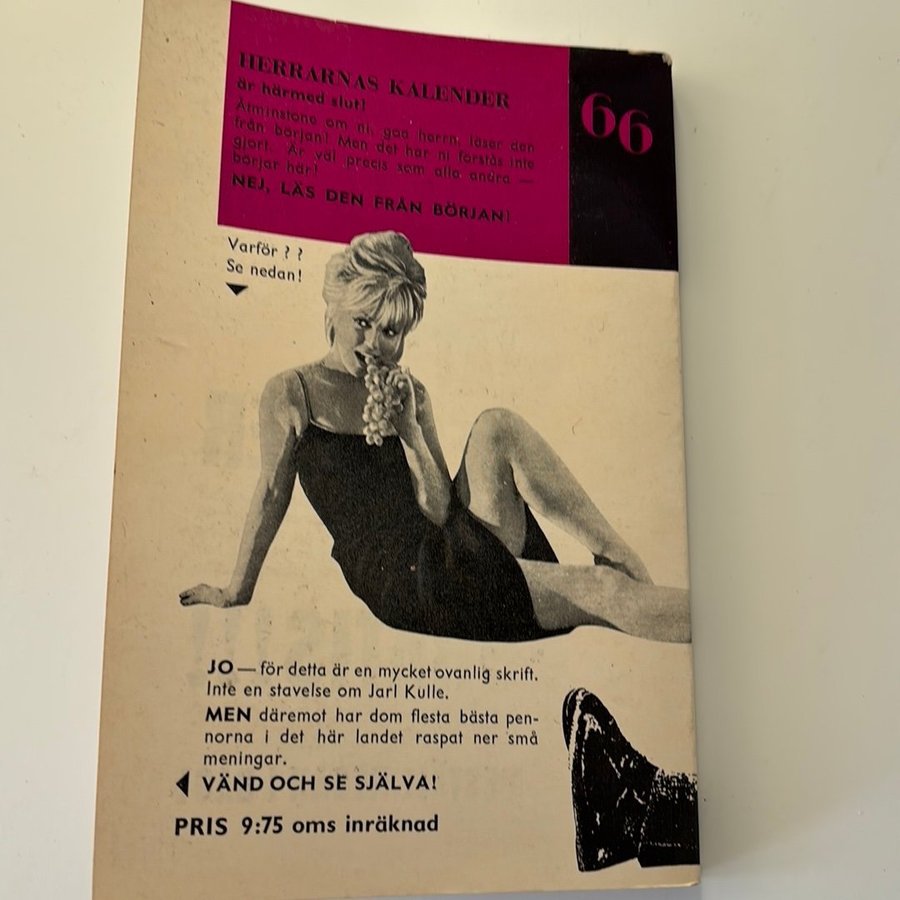 HERRARNAS KALENDER
är härmed slut!
Åtminstone om ni, goa herrn, läser den
från början! Men det har ni förstås inte
gjort. Är väl precis som alla andra —
börjar här!
NEJ, LÄS DEN FRÅN BÖRJAN!
66
Varför ? ?
Se nedan!
JO — för detta är en mycket ovanlig skrift.
Inte en stavelse om Jarl Kulle.
MEN däremot har dom flesta bästa pen-
norna i det här landet raspat ner små
meningar.
VÄND OCH SE SJÄLVA!
PRIS 9:75 oms inräknad